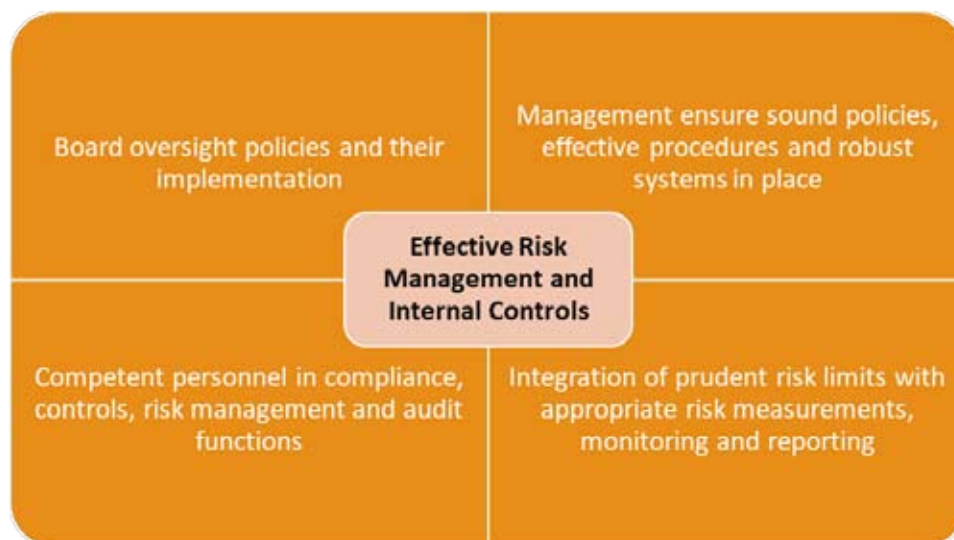 Board oversight policies and their
implementation
Management ensure sound policies,
effective procedures and robust
systems in place
Effective Risk
Management and
Internal Controls
Competent personnel in compliance,
controls, risk management and audit
functions
Integration of prudent risk limits with
appropriate risk measurements,
monitoring and reporting